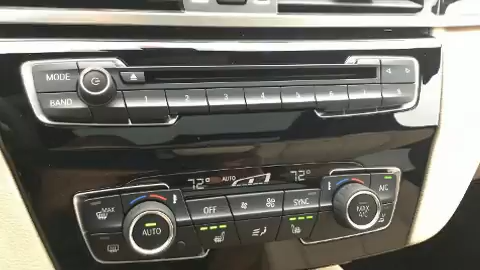 MODE
BAND 1 2 3 4 5 6 7 8
72° AUTO 72°
MAX OFF SYNC A/C
AUTO MAX A/C